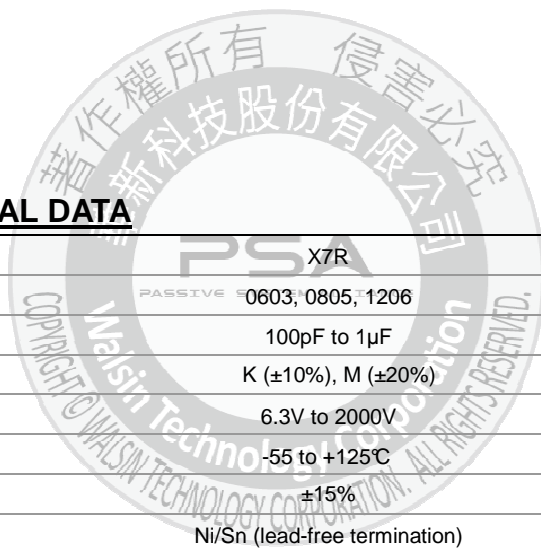 著作權所有 侵害必究
華新科技股份有限公司
AL DATA
PSA
PASSIVE
X7R
0603, 0805, 1206
100pF to 1µF
K (±10%), M (±20%)
6.3V to 2000V
-55 to +125℃
±15%
Ni/Sn (lead-free termination)
Walsin Technology Corporation
COPYRIGHT © WALSIN TECHNOLOGY CORPORATION. ALL RIGHTS RESERVED.